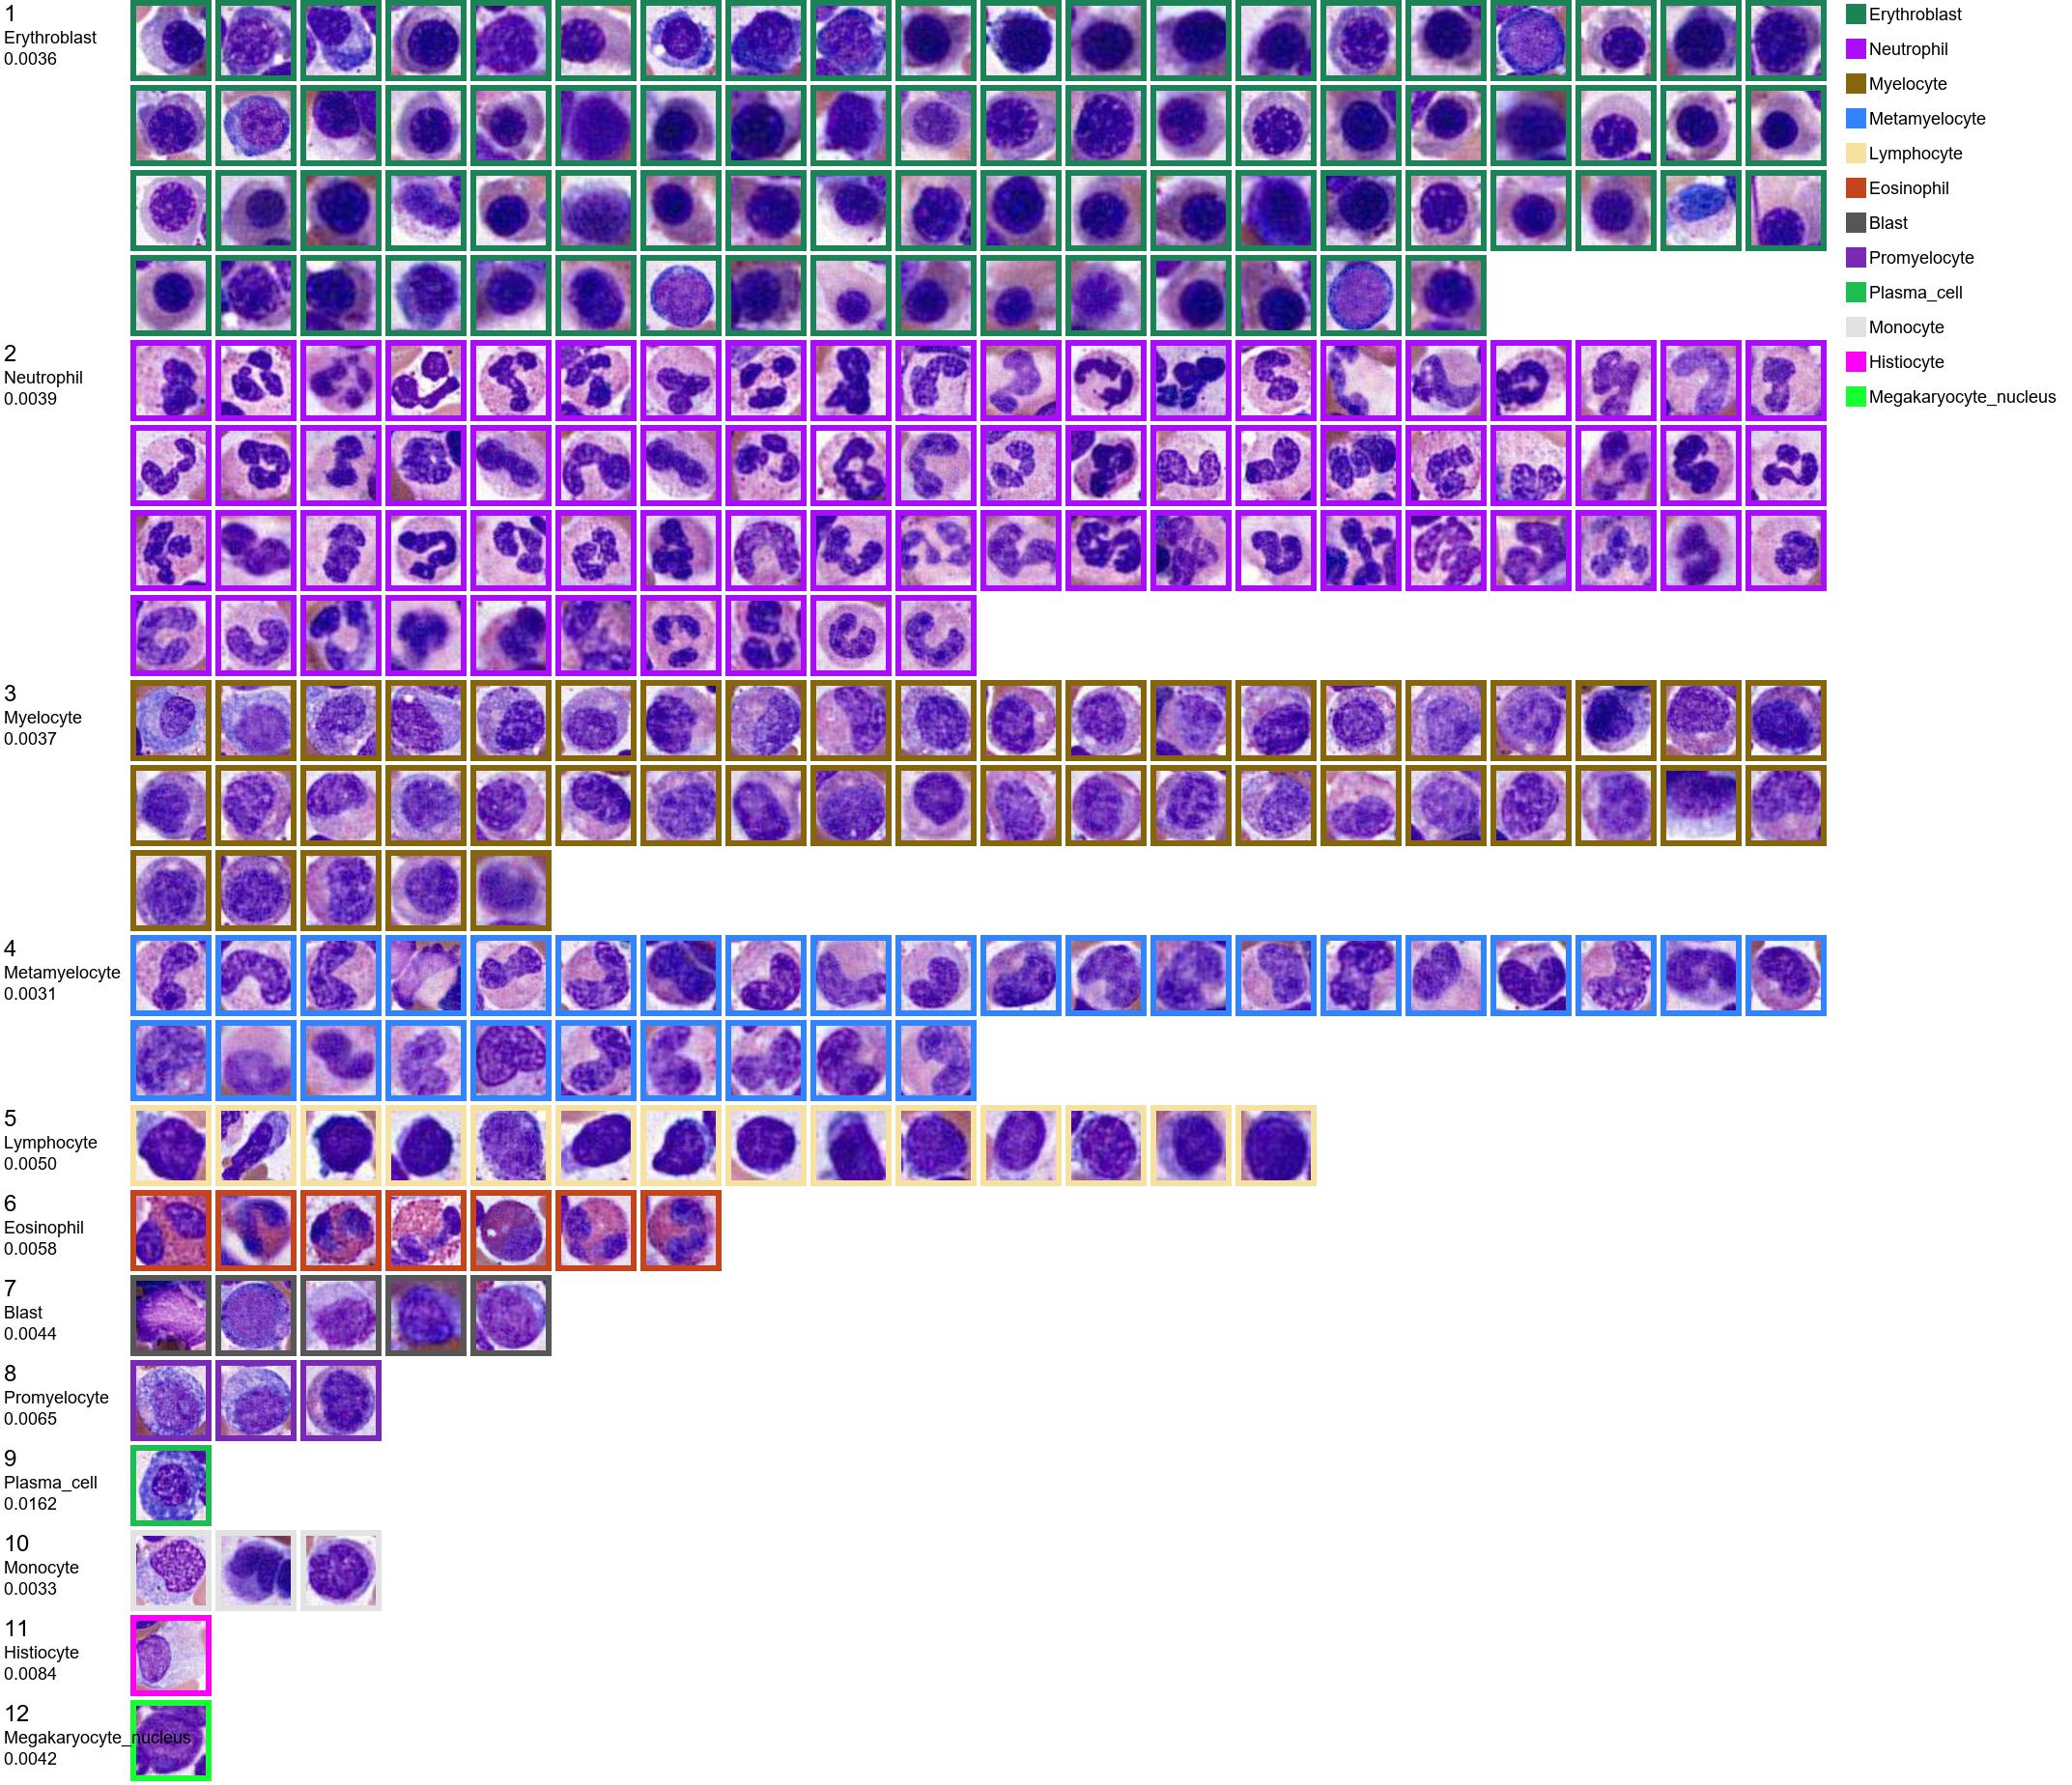 1
Erythroblast
0.0036
2
Neutrophil
0.0039
3
Myelocyte
0.0037
4
Metamyelocyte
0.0031
5
Lymphocyte
0.0050
6
Eosinophil
0.0058
7
Blast
0.0044
8
Promyelocyte
0.0065
9
Plasma_cell
0.0162
10
Monocyte
0.0033
11
Histiocyte
0.0084
12
Megakaryocyte_nucleus
0.0042
Erythroblast
Neutrophil
Myelocyte
Metamyelocyte
Lymphocyte
Eosinophil
Blast
Promyelocyte
Plasma_cell
Monocyte
Histiocyte
Megakaryocyte_nucleus